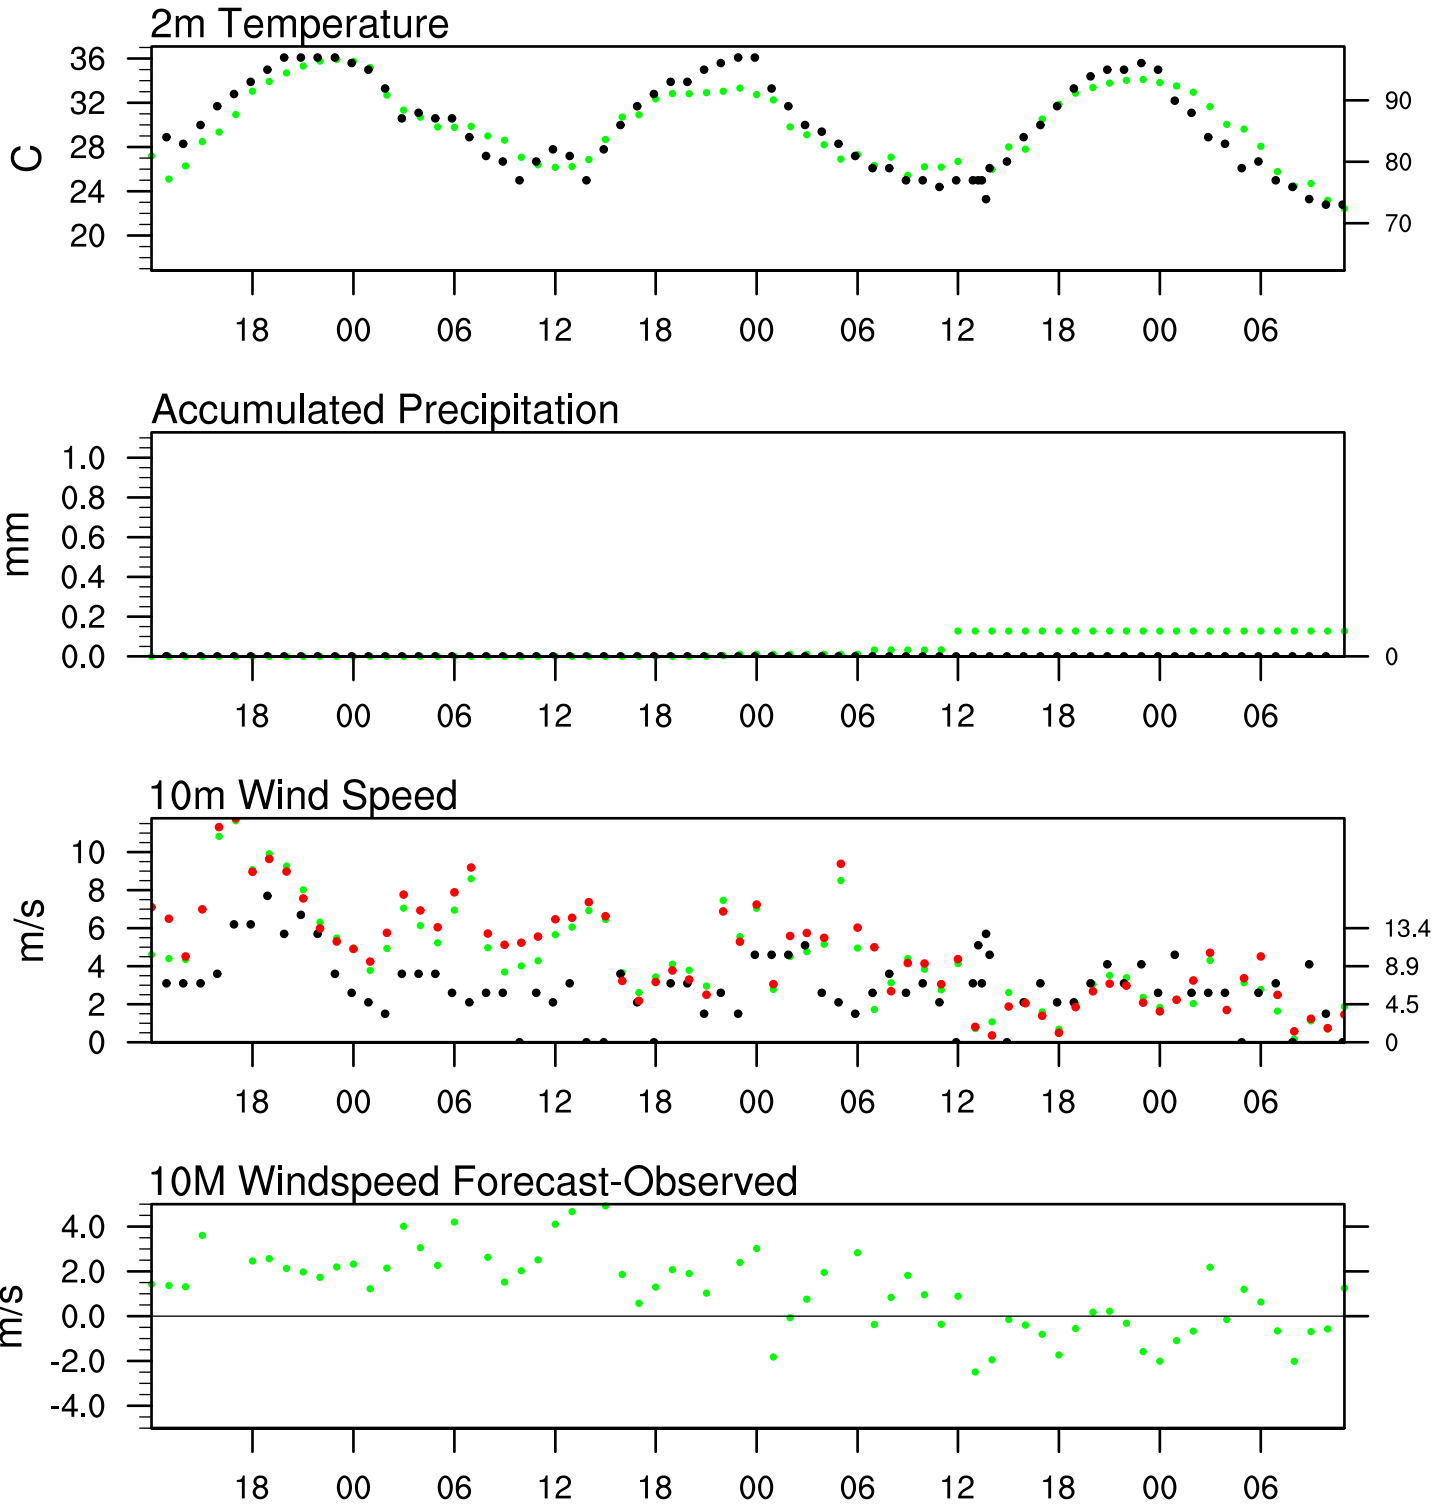 2m Temperature
36
32
28
24
20
C
90
80
70
18 00 06 12 18 00 06 12 18 00 06
Accumulated Precipitation
1.0
0.8
0.6
0.4
0.2
0.0
mm
0
18 00 06 12 18 00 06 12 18 00 06
10m Wind Speed
10
8
6
4
2
0
m/s
13.4
8.9
4.5
0
18 00 06 12 18 00 06 12 18 00 06
10M Windspeed Forecast-Observed
4.0
2.0
0.0
-2.0
-4.0
m/s
18 00 06 12 18 00 06 12 18 00 06